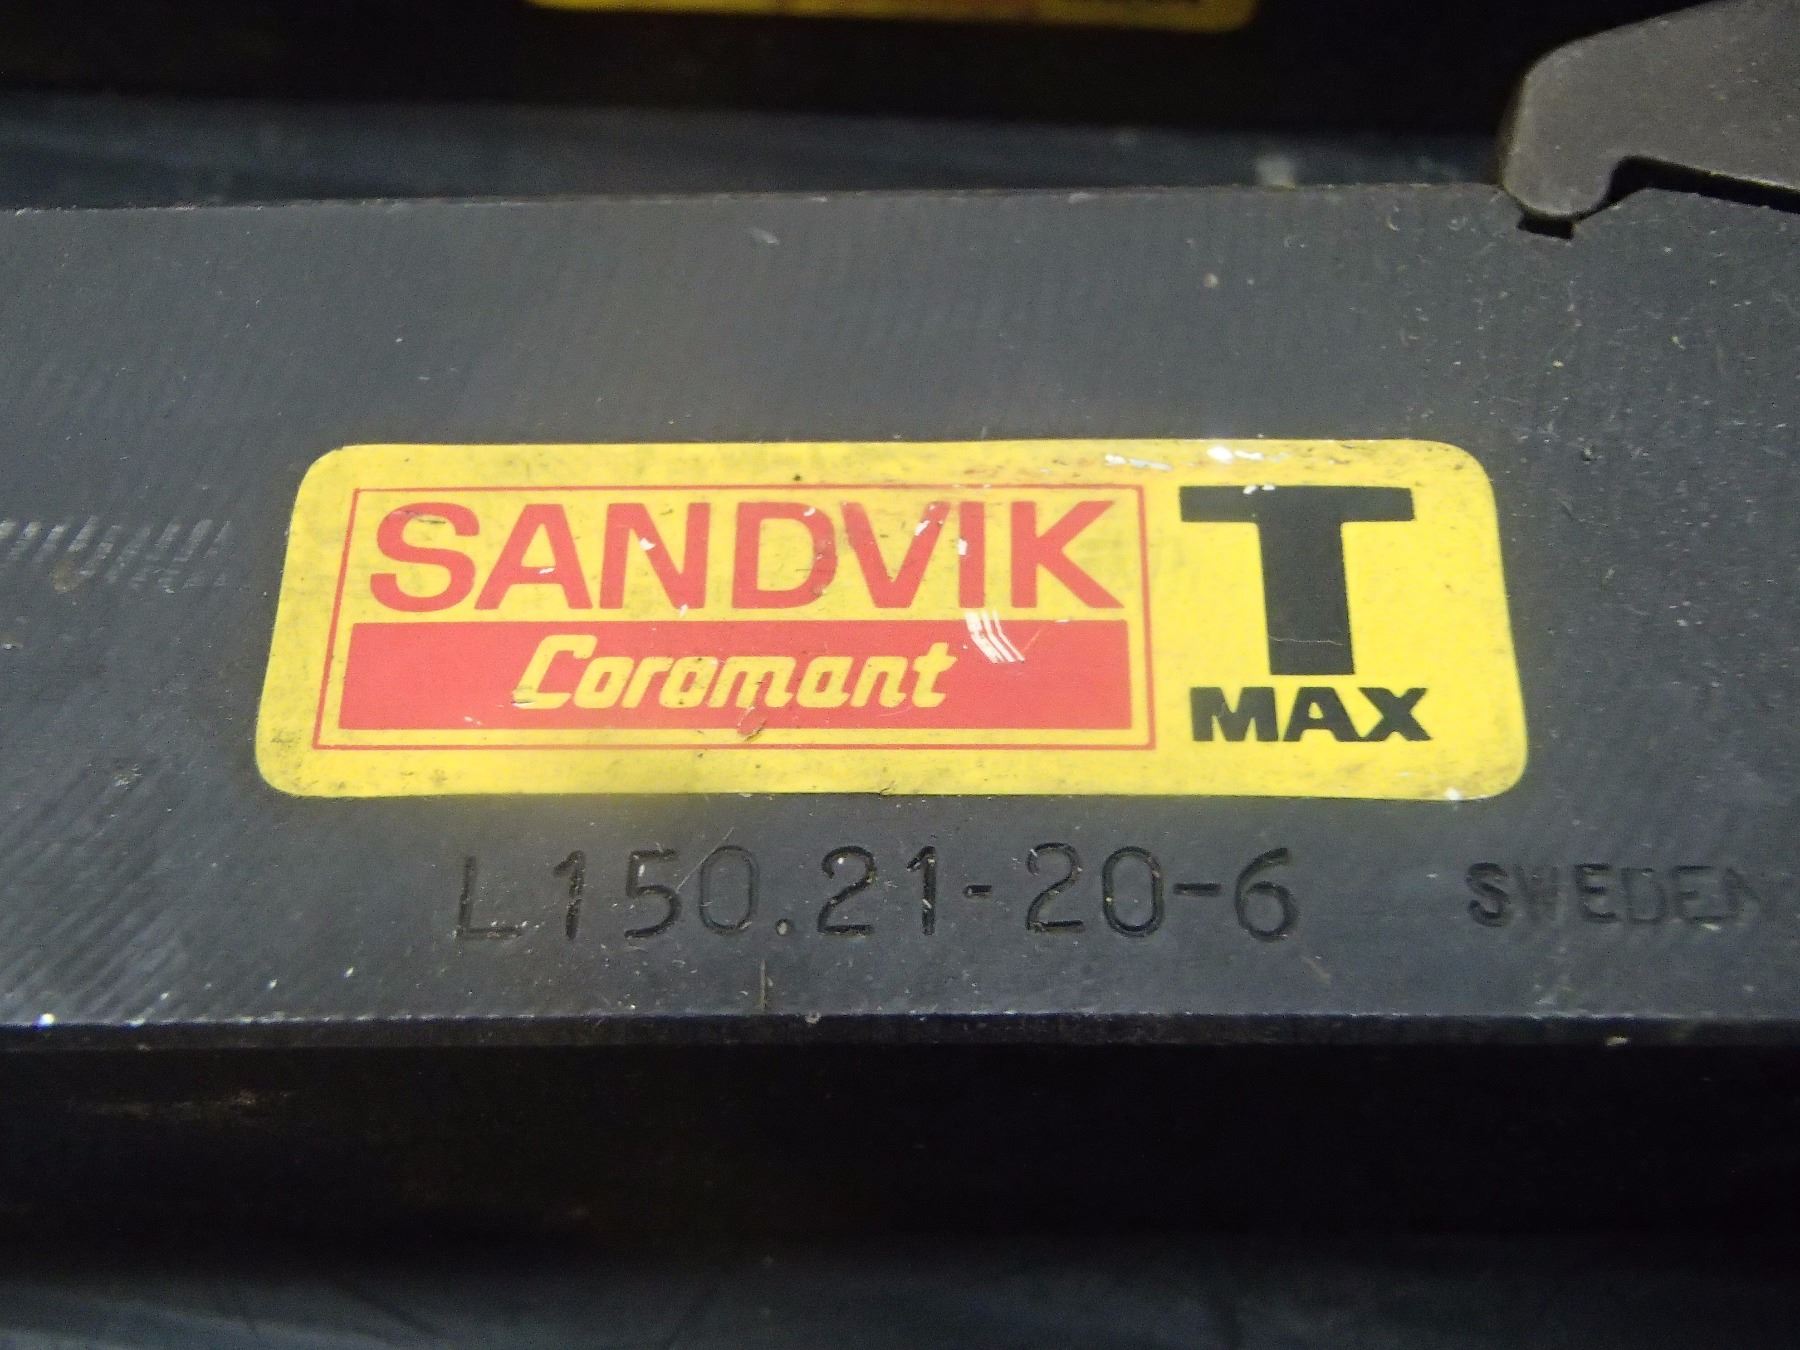 SANDVIK
Coromant
T
MAX
L150.21-20-6 SWEDEN